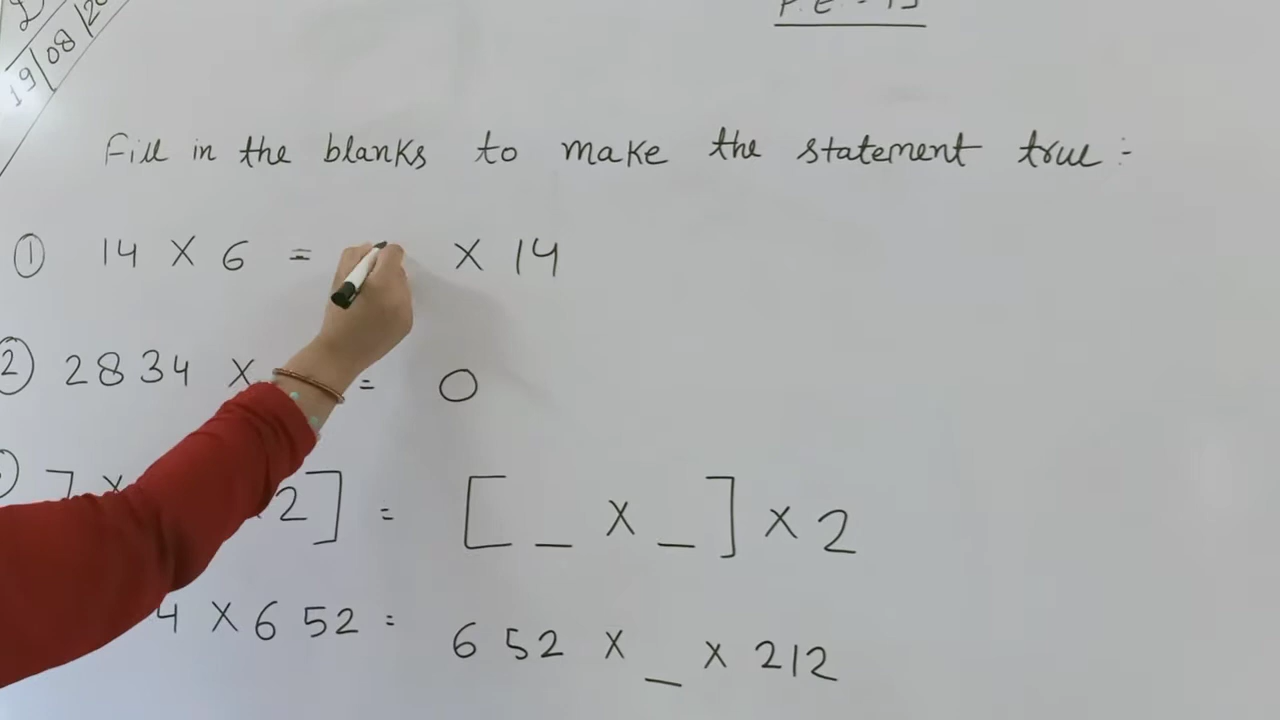 19/08/20
Fill in the blanks to make the statement true :-
① 14 X 6 = X 14
② 2834 X = 0
7 X 2] = [ _ X _ ] X 2
4 X 652 = 652 X _ X 212